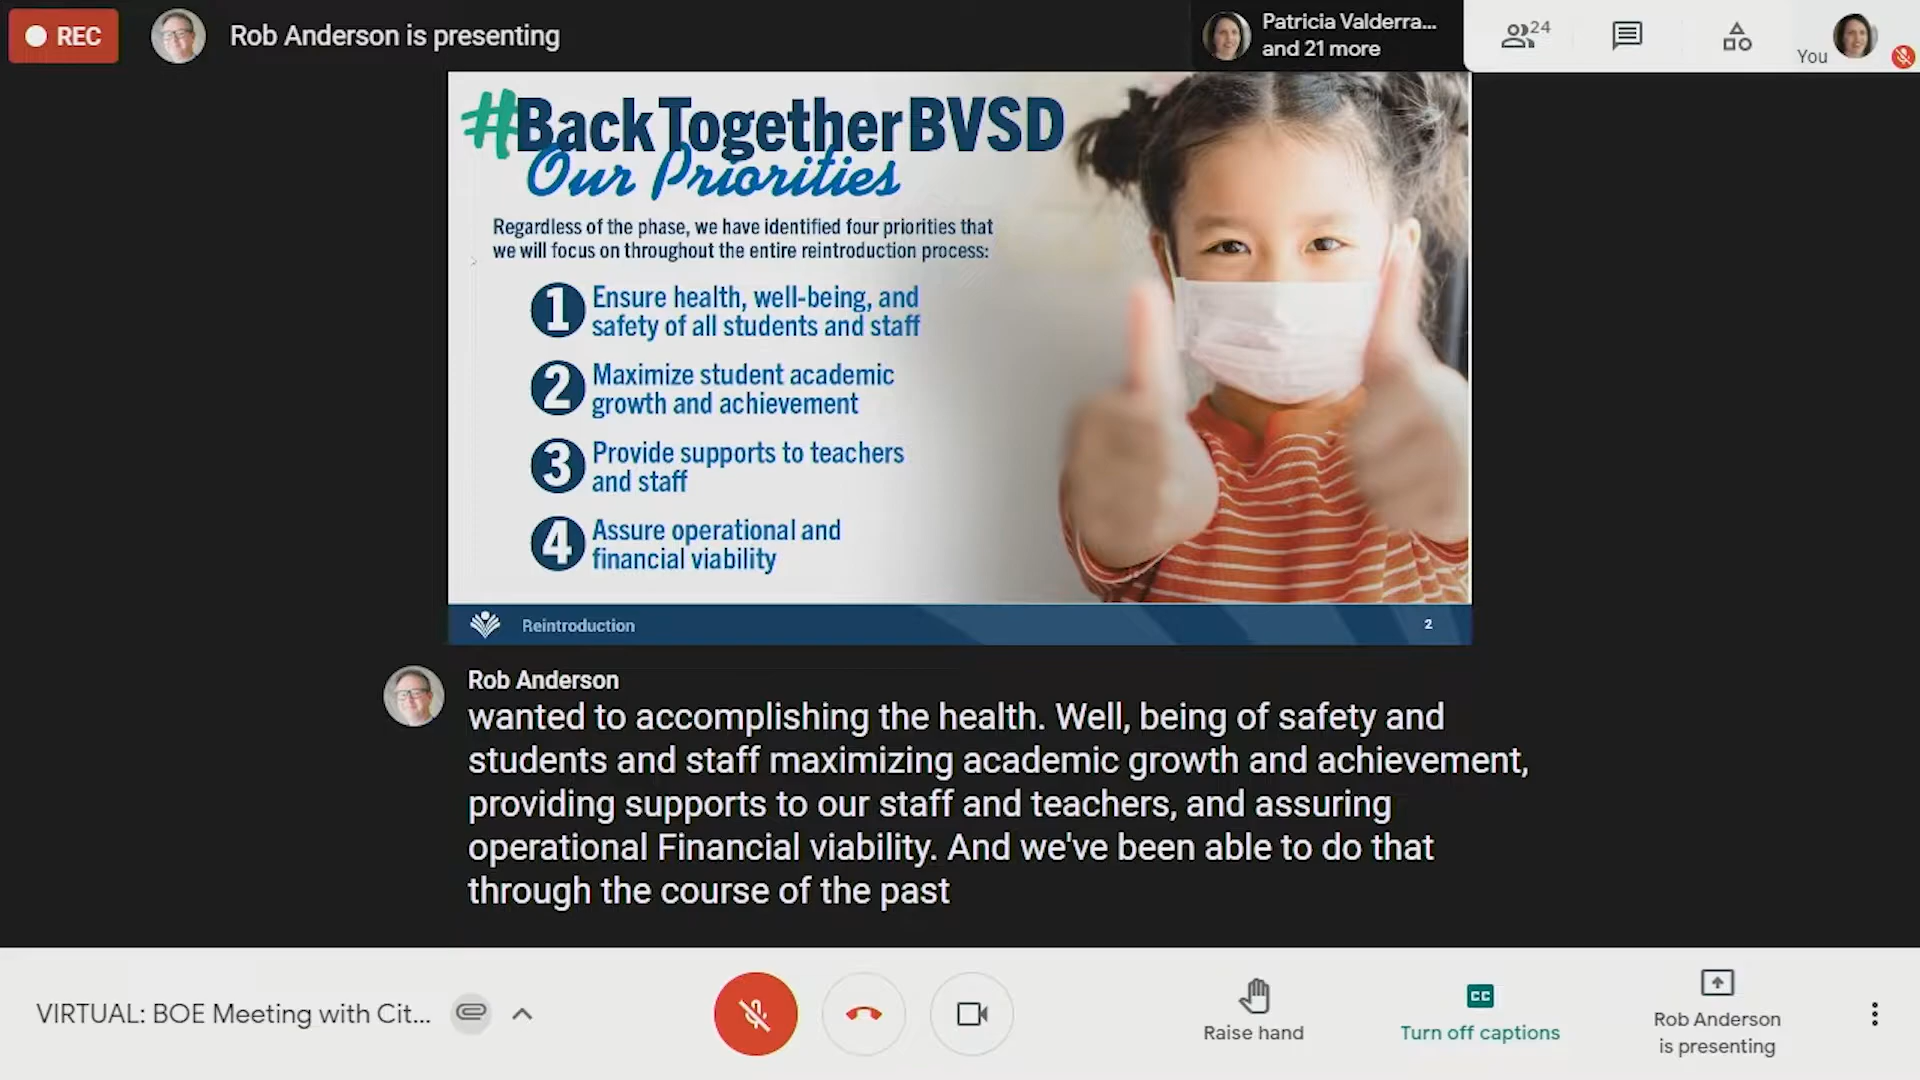 REC
Rob Anderson is presenting
Patricia Valderra...
and 21 more
24
You
#BackTogetherBVSD
Our Priorities
Regardless of the phase, we have identified four priorities that
we will focus on throughout the entire reintroduction process:
1 Ensure health, well-being, and
safety of all students and staff
2 Maximize student academic
growth and achievement
3 Provide supports to teachers
and staff
4 Assure operational and
financial viability
Reintroduction
2
Rob Anderson
wanted to accomplishing the health. Well, being of safety and
students and staff maximizing academic growth and achievement,
providing supports to our staff and teachers, and assuring
operational Financial viability. And we've been able to do that
through the course of the past
VIRTUAL: BOE Meeting with Cit...
Raise hand
CC
Turn off captions
Rob Anderson
is presenting